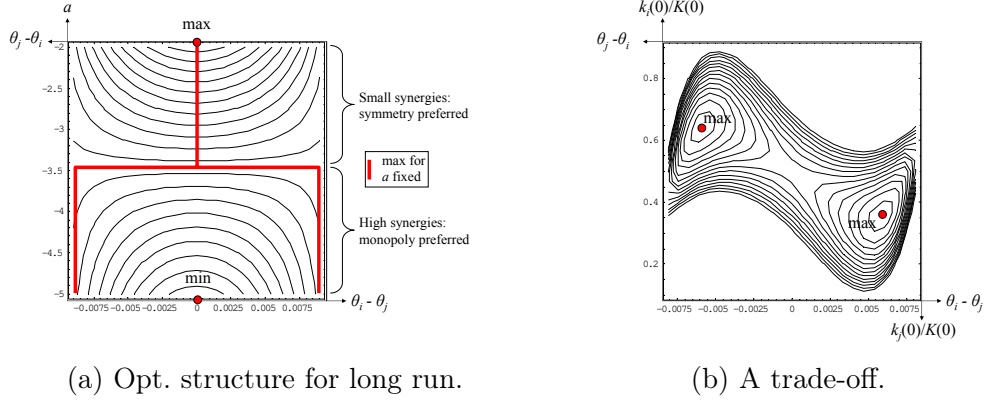 a
max
θj -θi
-2
-2.5
-3
-3.5
-4
-4.5
-5
Small synergies:
symmetry preferred
max for
a fixed
High synergies:
monopoly preferred
min
θi - θj
-0.0075 -0.005 -0.0025 0 0.0025 0.005 0.0075
(a) Opt. structure for long run.
ki(0)/K(0)
θj -θi
0.8
0.6
0.4
0.2
max
max
θi - θj
-0.0075 -0.005 -0.0025 0 0.0025 0.005 0.0075
kj(0)/K(0)
(b) A trade-off.